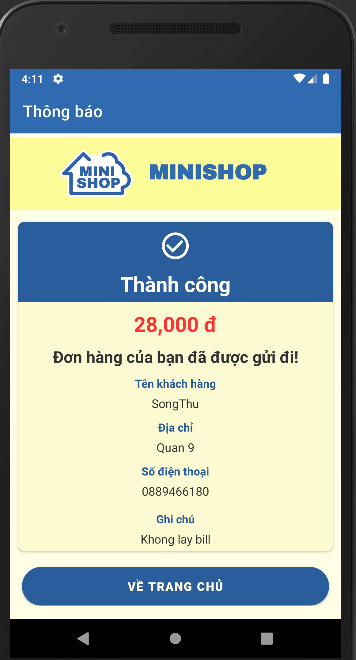 4:11
Thông báo
MINI
SHOP
MINISHOP
Thành công
28,000 đ
Đơn hàng của bạn đã được gửi đi!
Tên khách hàng
SongThu
Địa chỉ
Quan 9
Số điện thoại
0889466180
Ghi chú
Khong lay bill
VỀ TRANG CHỦ